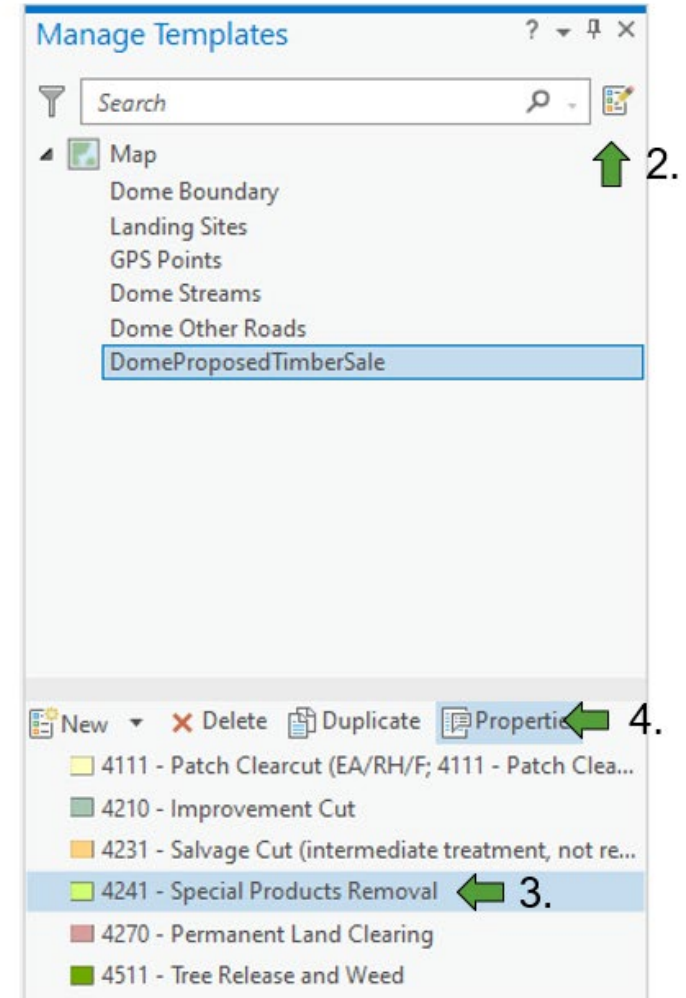 Manage Templates
Search
Map
2.
Dome Boundary
Landing Sites
GPS Points
Dome Streams
Dome Other Roads
DomeProposedTimberSale
New Delete Duplicate Propertie 4.
4111 - Patch Clearcut (EA/RH/F; 4111 - Patch Clea...
4210 - Improvement Cut
4231 - Salvage Cut (intermediate treatment, not re...
4241 - Special Products Removal 3.
4270 - Permanent Land Clearing
4511 - Tree Release and Weed